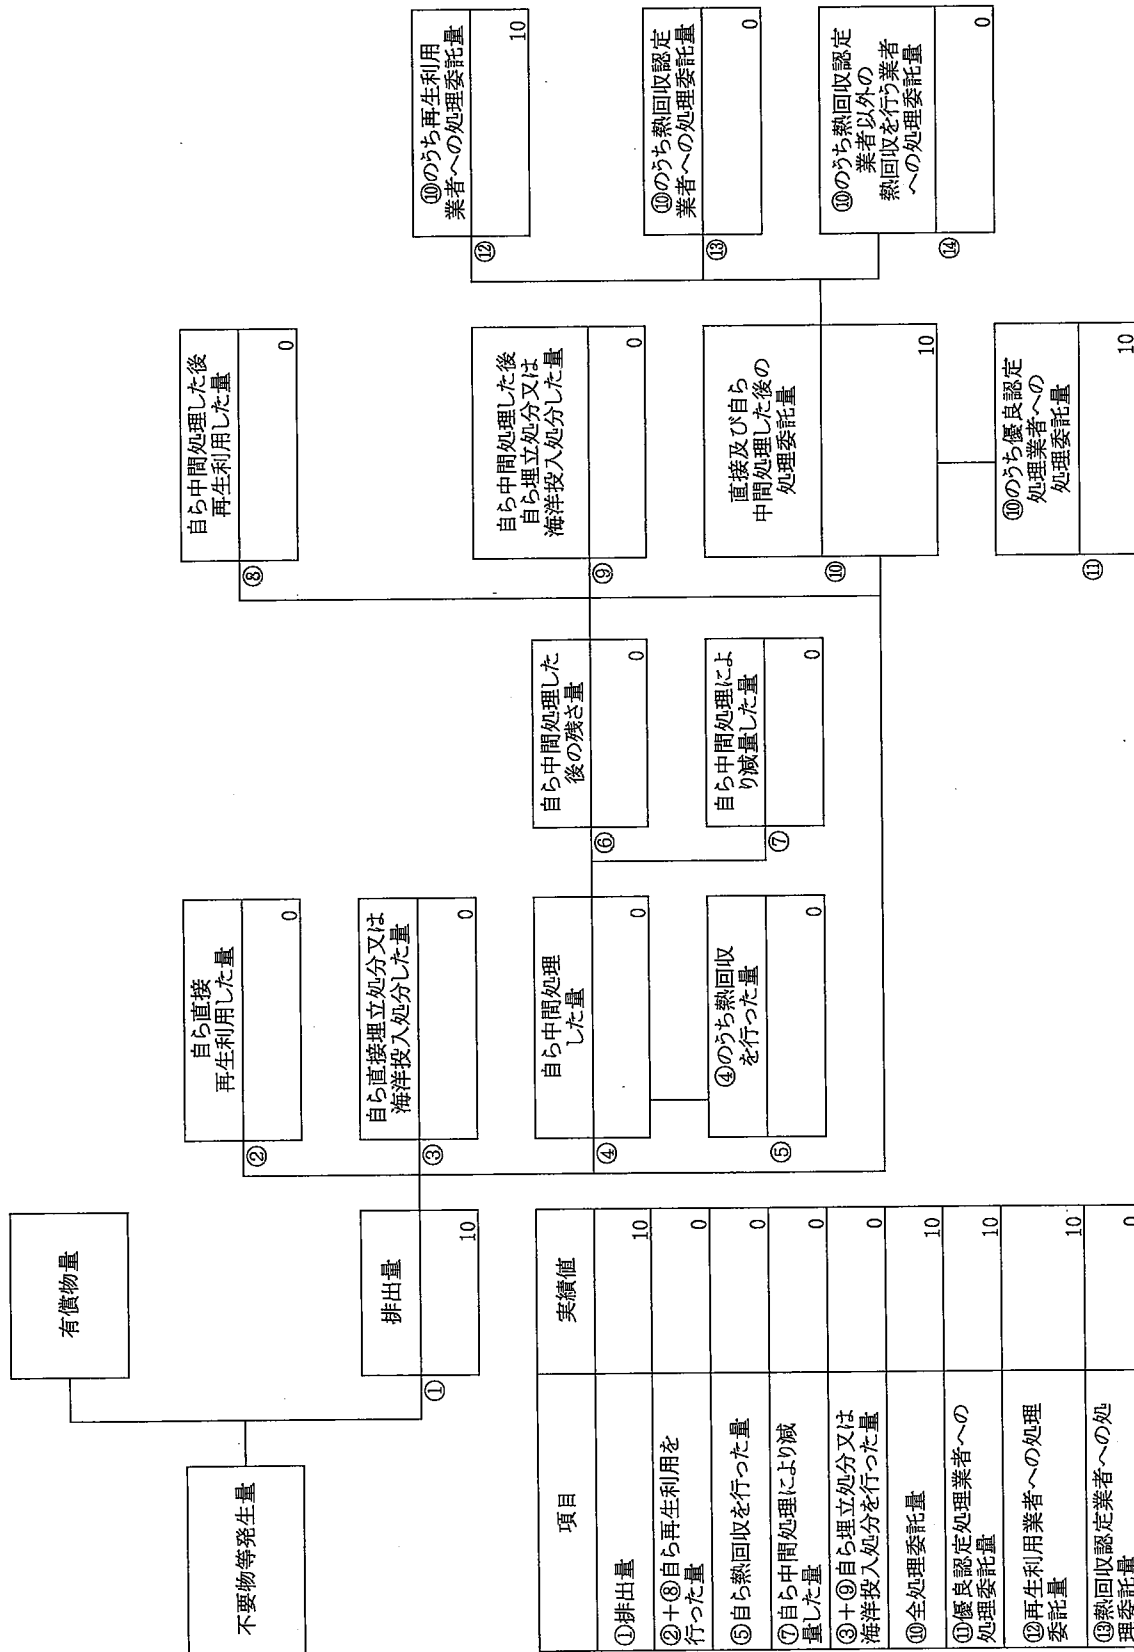 不要物等発生量
有償物量
排出量
① 10
自ら直接
再生利用した量
② 0
自ら直接埋立処分又は
海洋投入処分した量
③ 0
自ら中間処理
した量
④ 0
④のうち熱回収
を行った量
⑤ 0
自ら中間処理した
後の残さ量
⑥ 0
自ら中間処理によ
り減量した量
⑦ 0
自ら中間処理した後
再生利用した量
⑧ 0
自ら中間処理した後
自ら埋立処分又は
海洋投入処分した量
⑨ 0
直接及び自ら
中間処理した後の
処理委託量
⑩ 10
⑩のうち優良認定
処理業者への
処理委託量
⑪ 10
⑩のうち再生利用
業者への処理委託量
⑫ 10
⑩のうち熱回収認定
業者への処理委託量
⑬ 0
⑩のうち熱回収認定
業者以外の
熱回収を行う業者
への処理委託量
⑭ 0
項目 実績値
①排出量 10
②+⑧自ら再生利用を
行った量 0
⑤自ら熱回収を行った量 0
⑦自ら中間処理により減
量した量 0
③+⑨自ら埋立処分又は
海洋投入処分を行った量 0
⑩全処理委託量 10
⑪優良認定処理業者への
処理委託量 10
⑫再生利用業者への処理
委託量 10
⑬熱回収認定業者への処
理委託量 0